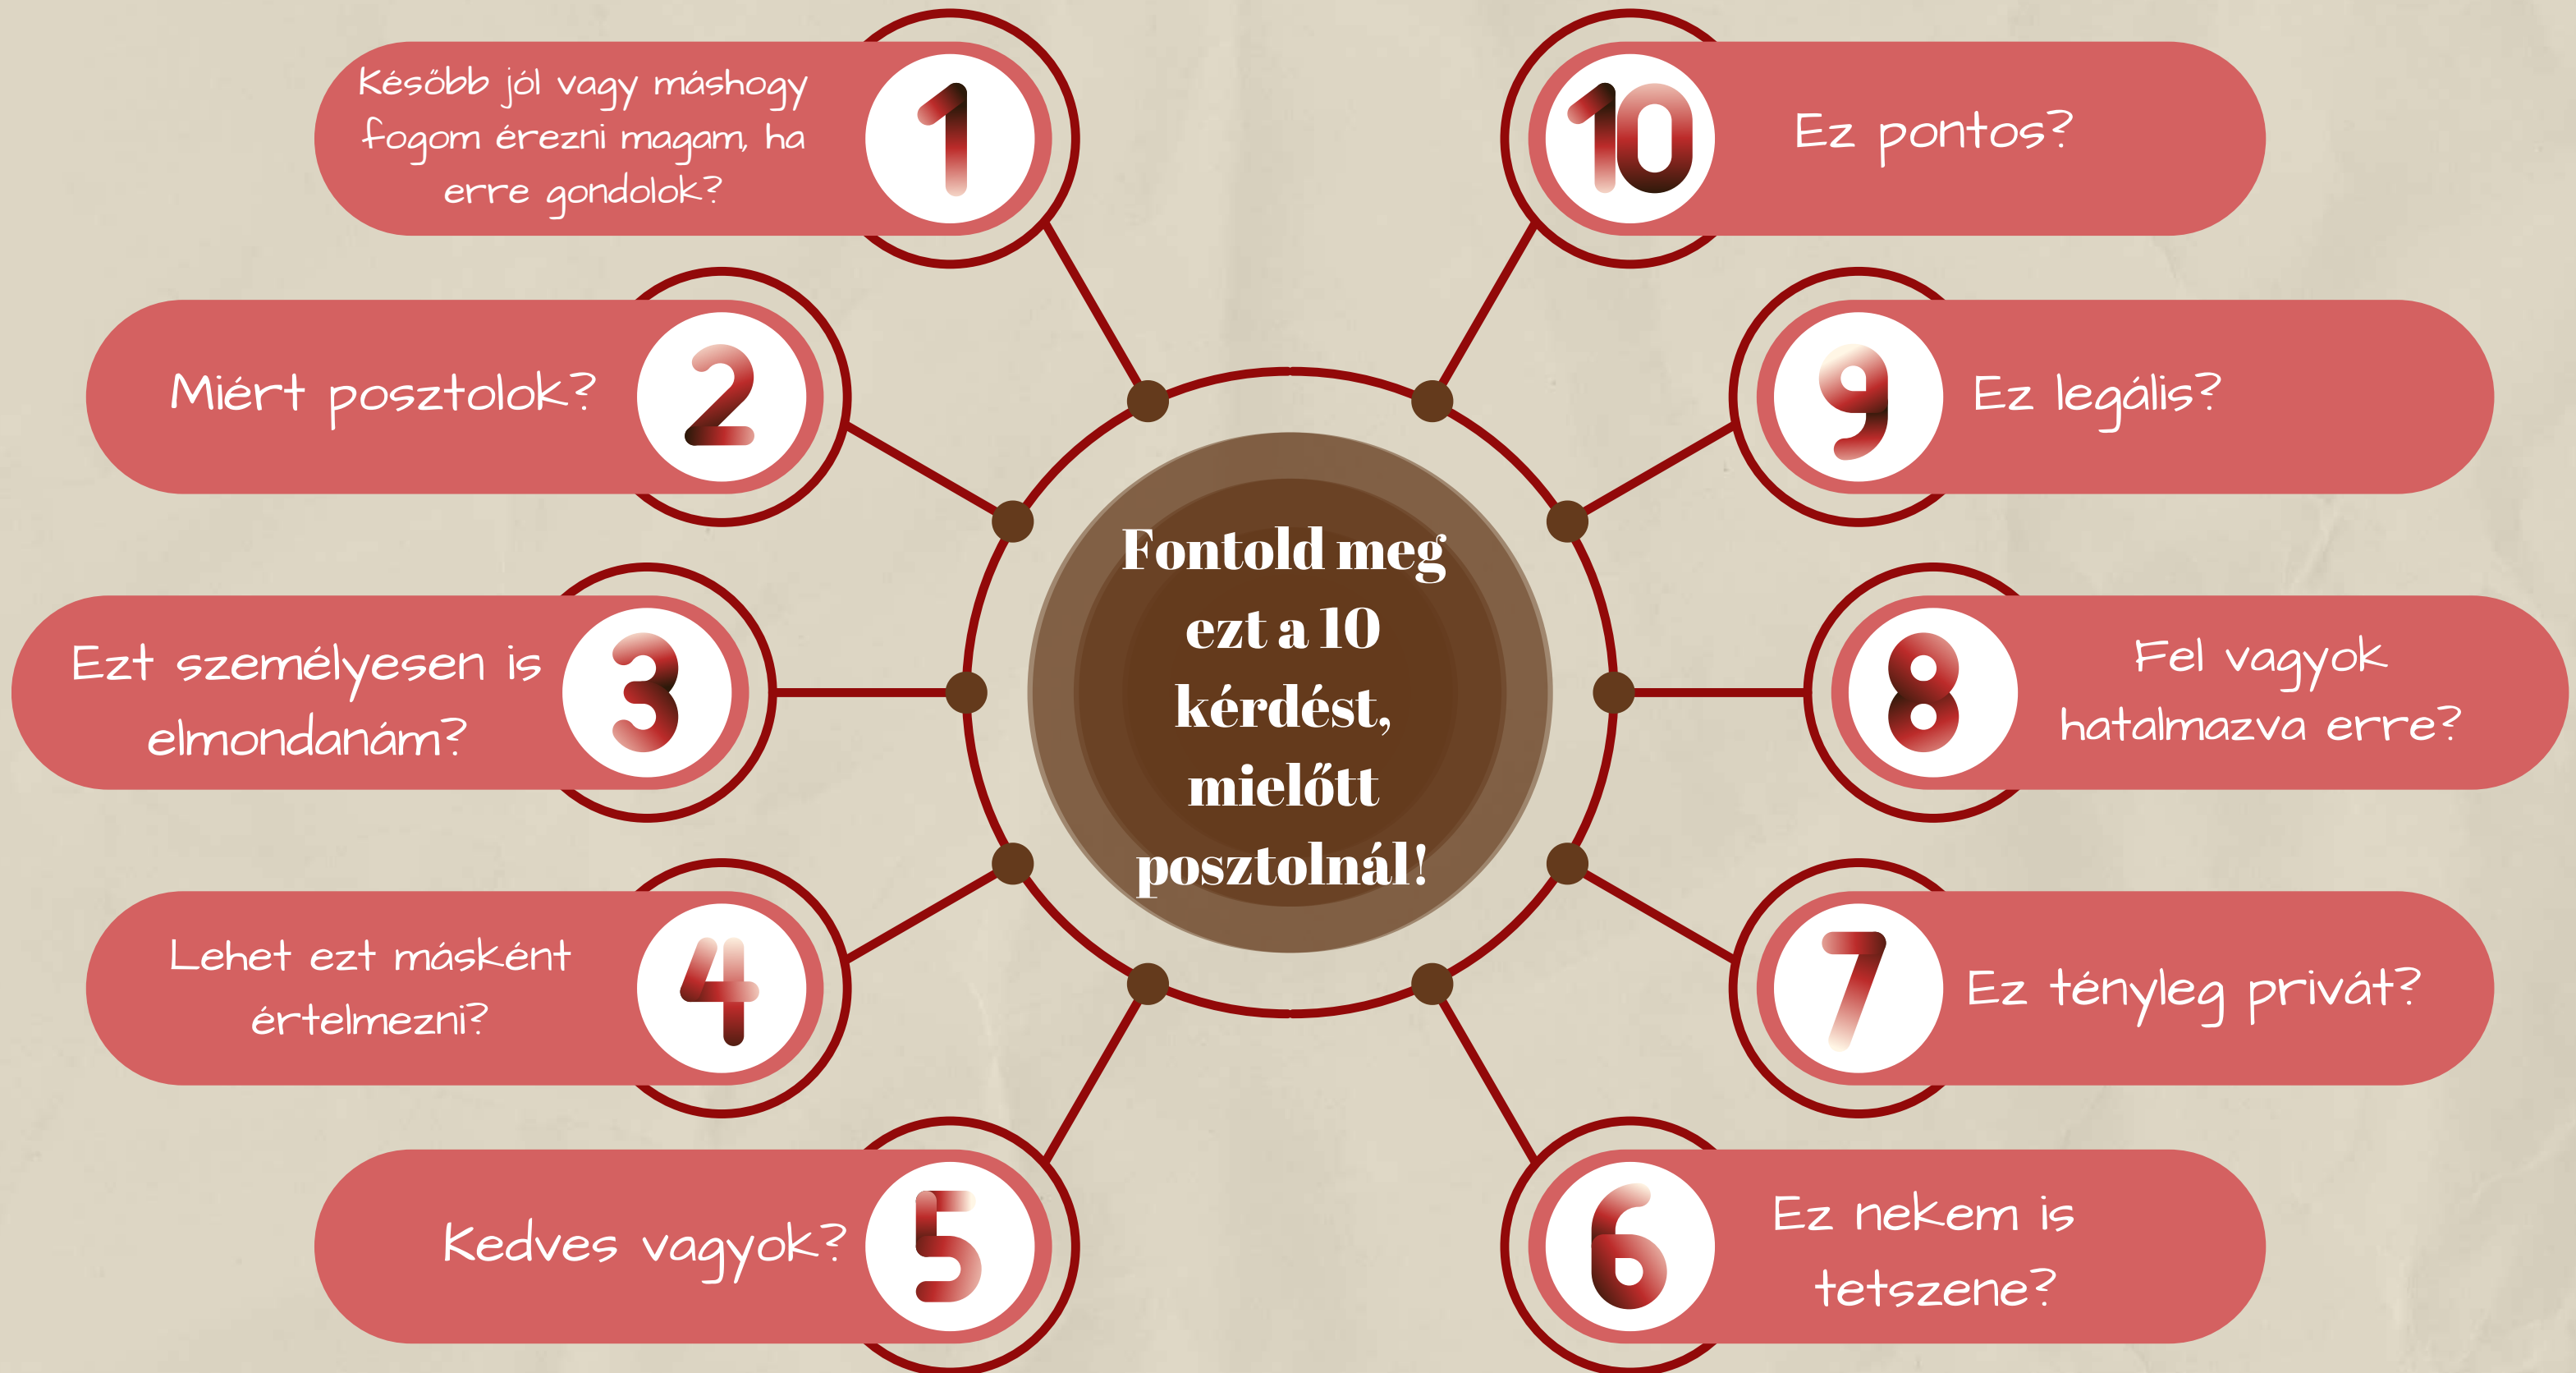 Fontold meg
ezt a 10
kérdést,
mielőtt
posztolnál!
1
Később jól vagy máshogy
fogom érezni magam, ha
erre gondolok?
2
Miért posztolok?
3
Ezt személyesen is
elmondanám?
4
Lehet ezt másként
értelmezni?
5
Kedves vagyok?
6
Ez nekem is
tetszene?
7
Ez tényleg privát?
8
Fel vagyok
hatalmazva erre?
9
Ez legális?
10
Ez pontos?